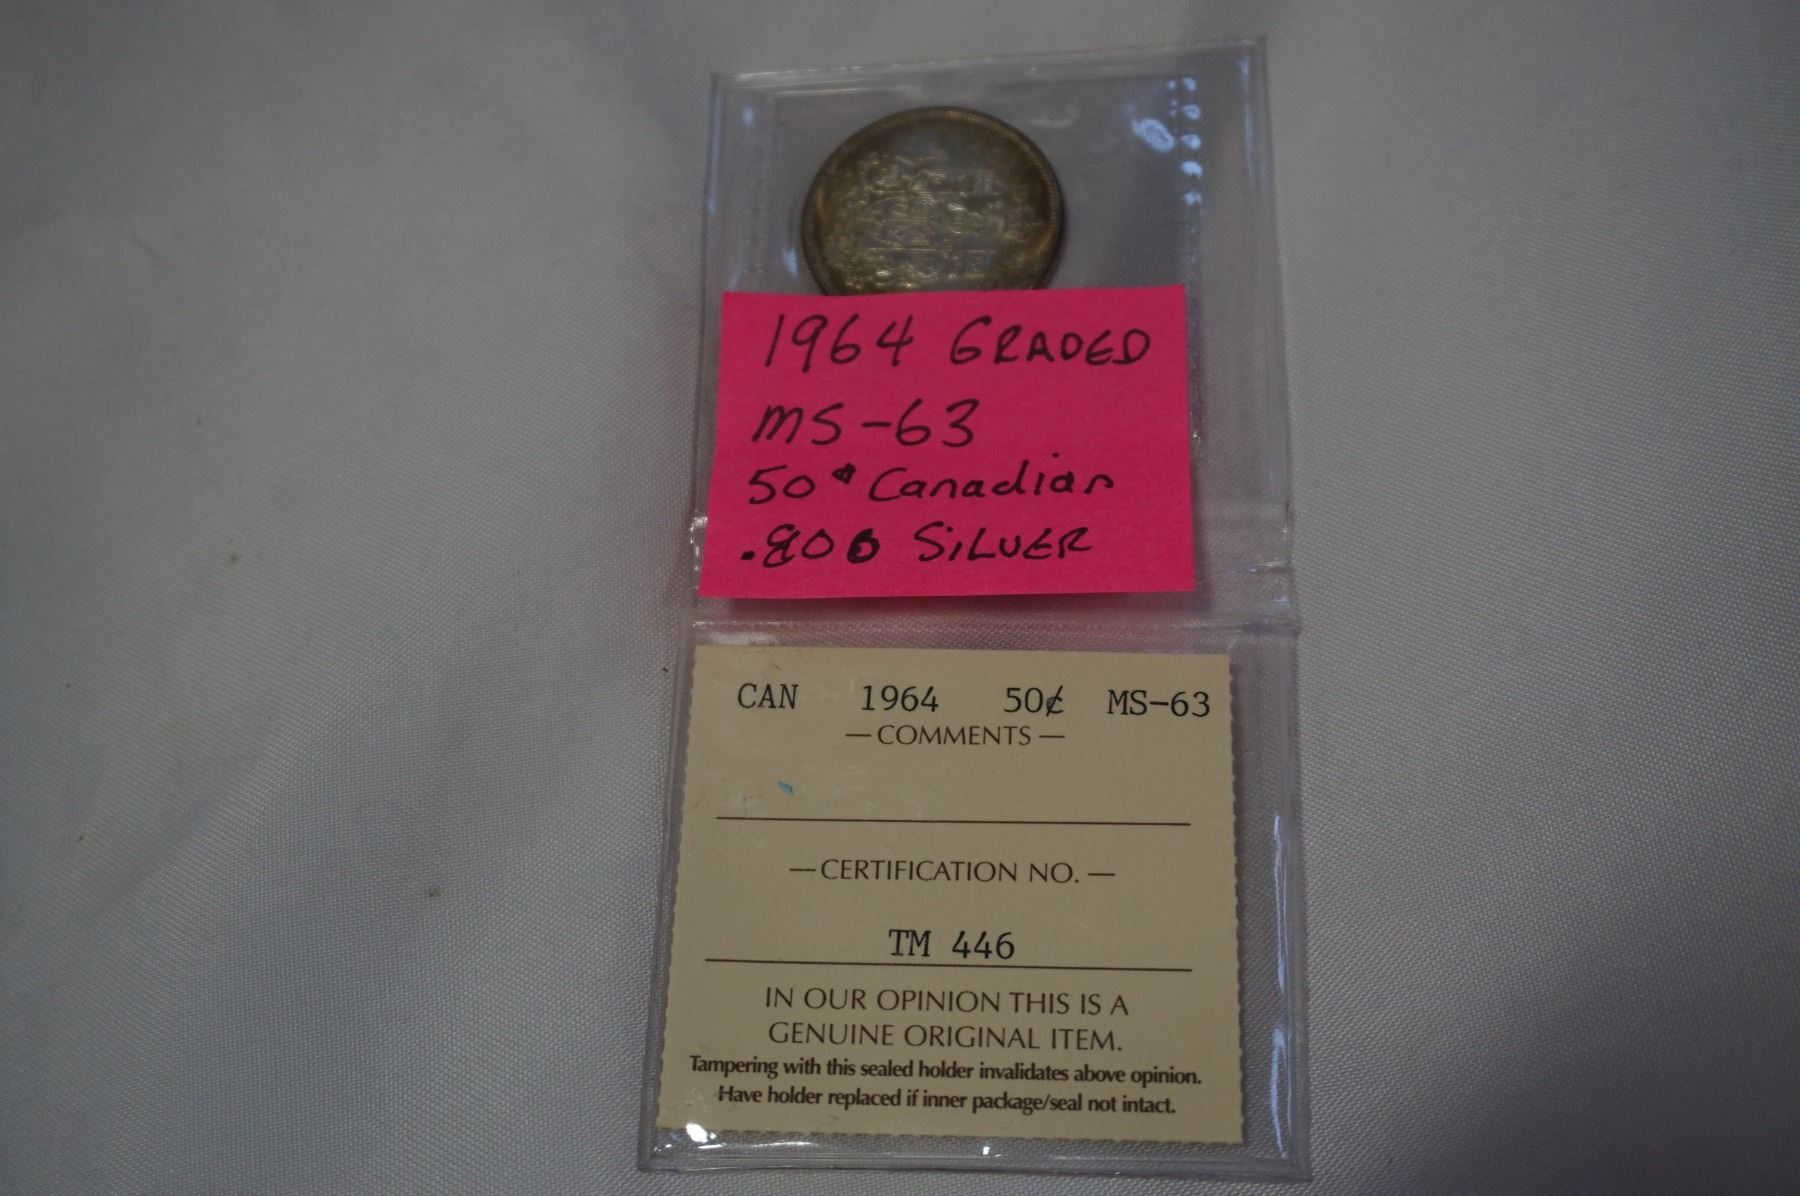 1964 GRADED
MS-63
50¢ Canadian
.800 SILVER
CAN 1964 50¢ MS-63
— COMMENTS —
— CERTIFICATION NO. —
TM 446
IN OUR OPINION THIS IS A
GENUINE ORIGINAL ITEM.
Tampering with this sealed holder invalidates above opinion.
Have holder replaced if inner package/seal not intact.